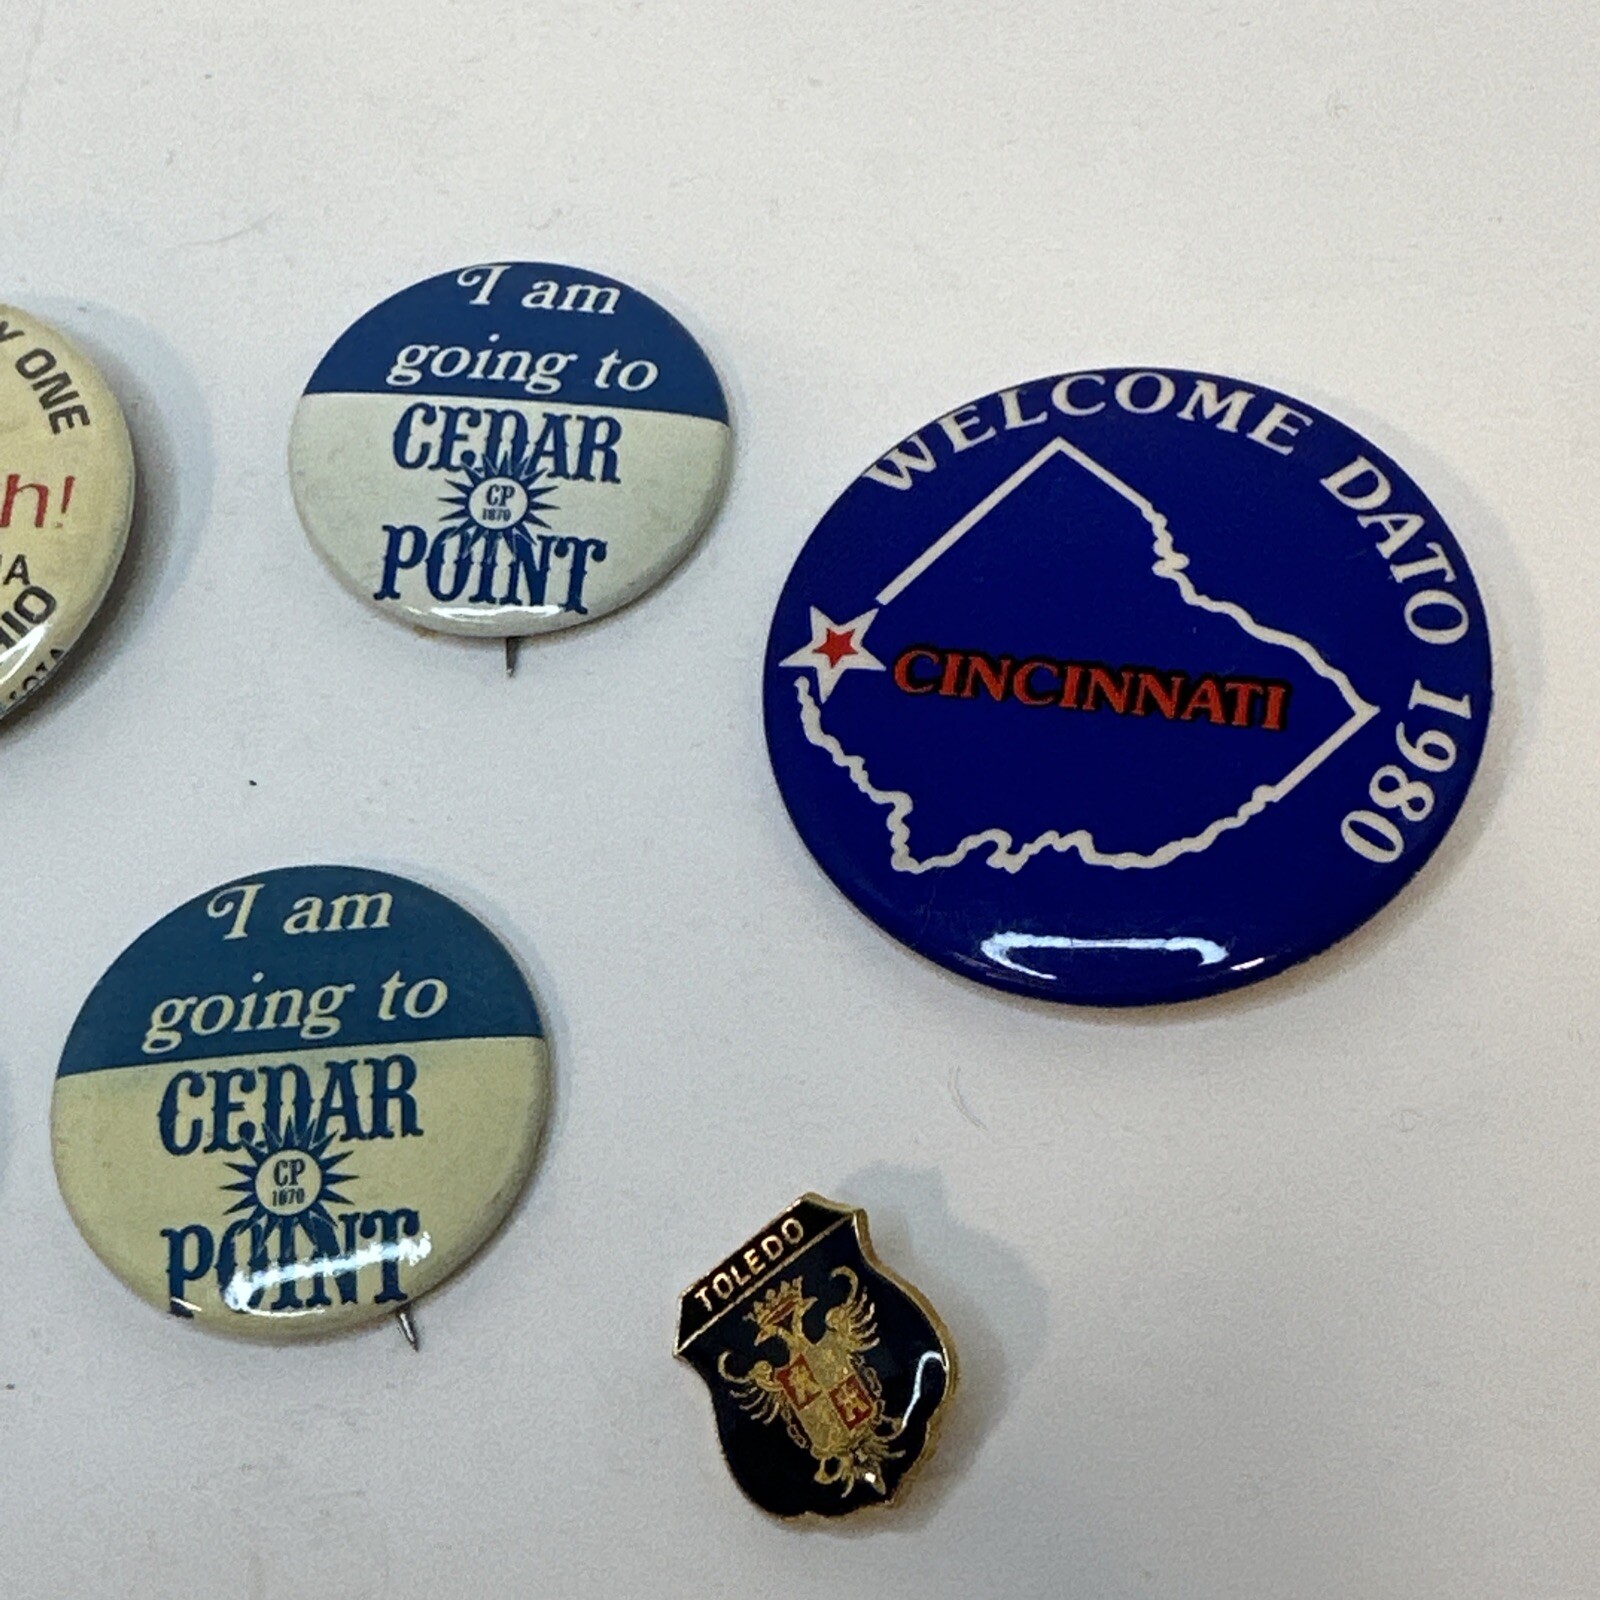 ONE
h!
HIO
I am
going to
CEDAR
CP
1870
POINT
WELCOME DATO 1980
CINCINNATI
I am
going to
CEDAR
CP
1870
POINT
TOLEDO